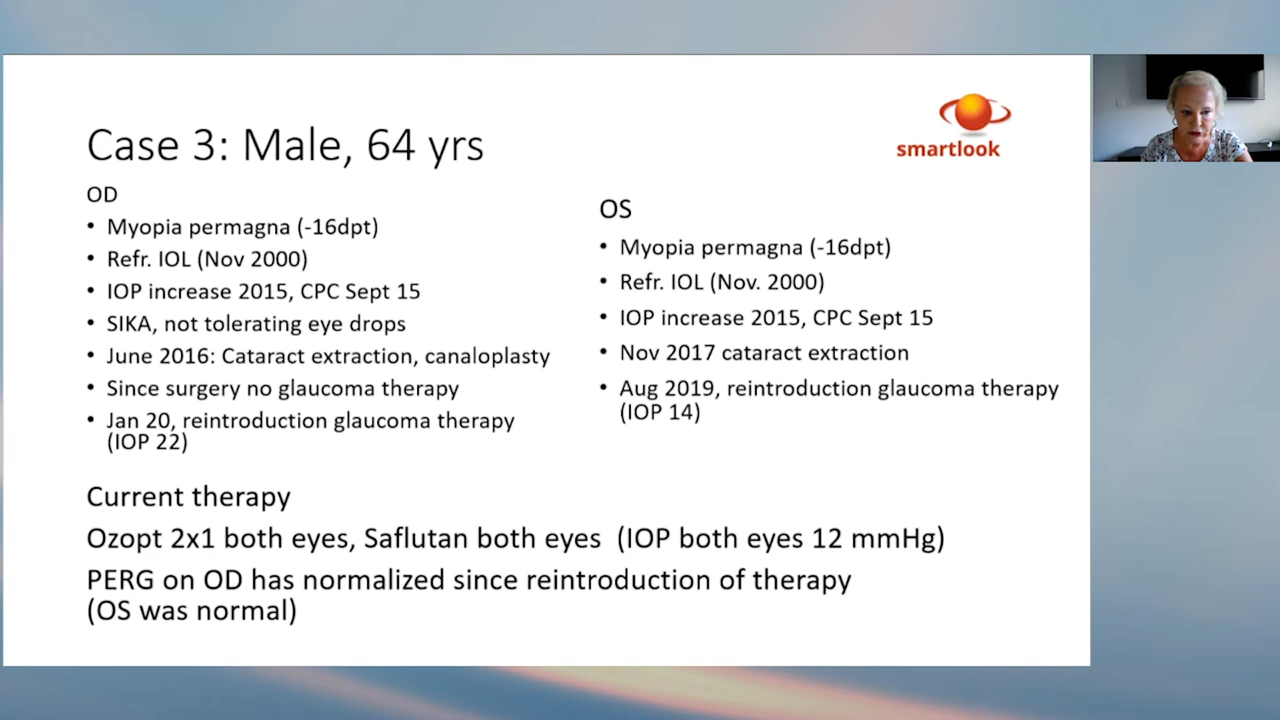 smartlook
Case 3: Male, 64 yrs
OD
• Myopia permagna (-16dpt)
• Refr. IOL (Nov 2000)
• IOP increase 2015, CPC Sept 15
• SIKA, not tolerating eye drops
• June 2016: Cataract extraction, canaloplasty
• Since surgery no glaucoma therapy
• Jan 20, reintroduction glaucoma therapy
(IOP 22)
OS
• Myopia permagna (-16dpt)
• Refr. IOL (Nov. 2000)
• IOP increase 2015, CPC Sept 15
• Nov 2017 cataract extraction
• Aug 2019, reintroduction glaucoma therapy
(IOP 14)
Current therapy
Ozopt 2x1 both eyes, Saflutan both eyes (IOP both eyes 12 mmHg)
PERG on OD has normalized since reintroduction of therapy
(OS was normal)